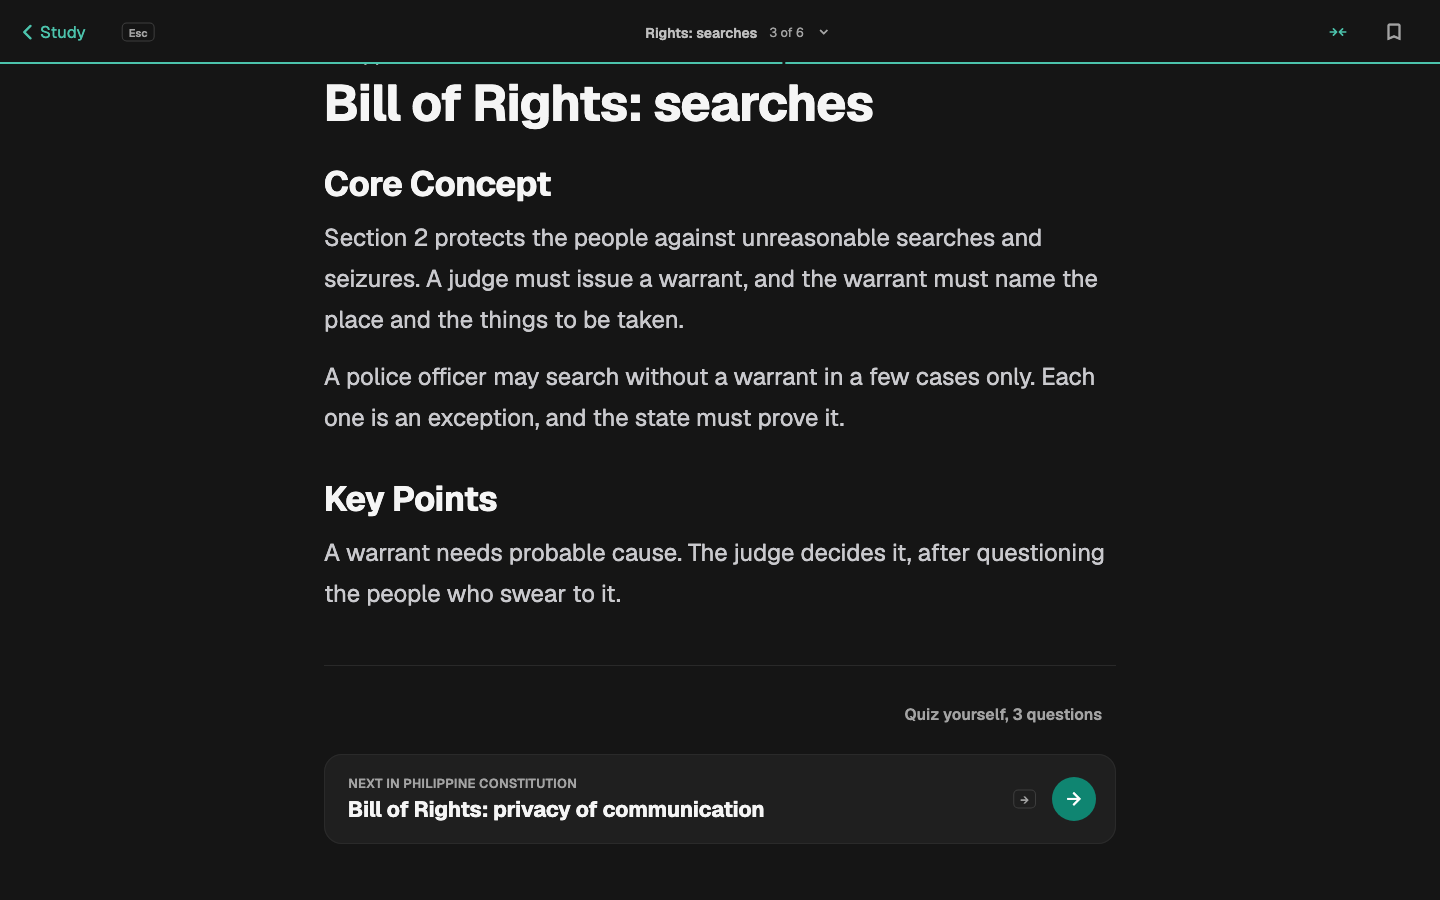 Study
Esc
Rights: searches 3 of 6
Bill of Rights: searches
Core Concept
Section 2 protects the people against unreasonable searches and
seizures. A judge must issue a warrant, and the warrant must name the
place and the things to be taken.
A police officer may search without a warrant in a few cases only. Each
one is an exception, and the state must prove it.
Key Points
A warrant needs probable cause. The judge decides it, after questioning
the people who swear to it.
Quiz yourself, 3 questions
NEXT IN PHILIPPINE CONSTITUTION
Bill of Rights: privacy of communication